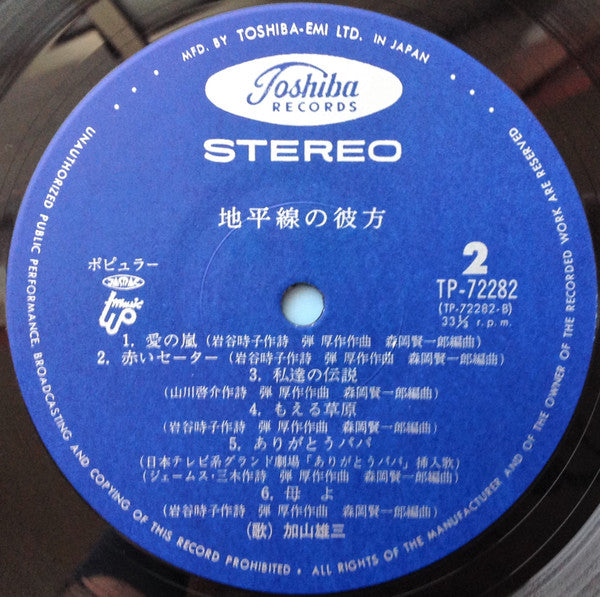 MFD. BY TOSHIBA-EMI LTD. IN JAPAN
Toshiba
RECORDS
STEREO
地平線の彼方
ポピュラー
music
up
2
TP-72282
(TP-72282-B)
33⅓ r.p.m.
1. 愛の嵐(岩谷時子作詩 弾 厚作作曲 森岡賢一郎編曲)
2. 赤いセーター(岩谷時子作詩 弾 厚作作曲 森岡賢一郎編曲)
3. 私達の伝説
(山川啓介作詩 弾 厚作作曲 森岡賢一郎編曲)
4. もえる草原
(岩谷時子作詩 弾 厚作作曲 森岡賢一郎編曲)
5. ありがとうパパ
(日本テレビ系グランド劇場「ありがとうパパ」挿入歌)
(ジェームス・三木作詩 弾 厚作作曲 森岡賢一郎編曲)
6. 母 よ
(岩谷時子作詩 弾 厚作作曲 森岡賢一郎編曲)
(歌) 加山雄三
UNAUTHORIZED PUBLIC PERFORMANCE, BROADCASTING AND COPYING OF THIS RECORD PROHIBITED • ALL RIGHTS OF THE MANUFACTURER AND OF THE OWNER OF THE RECORDED WORK ARE RESERVED